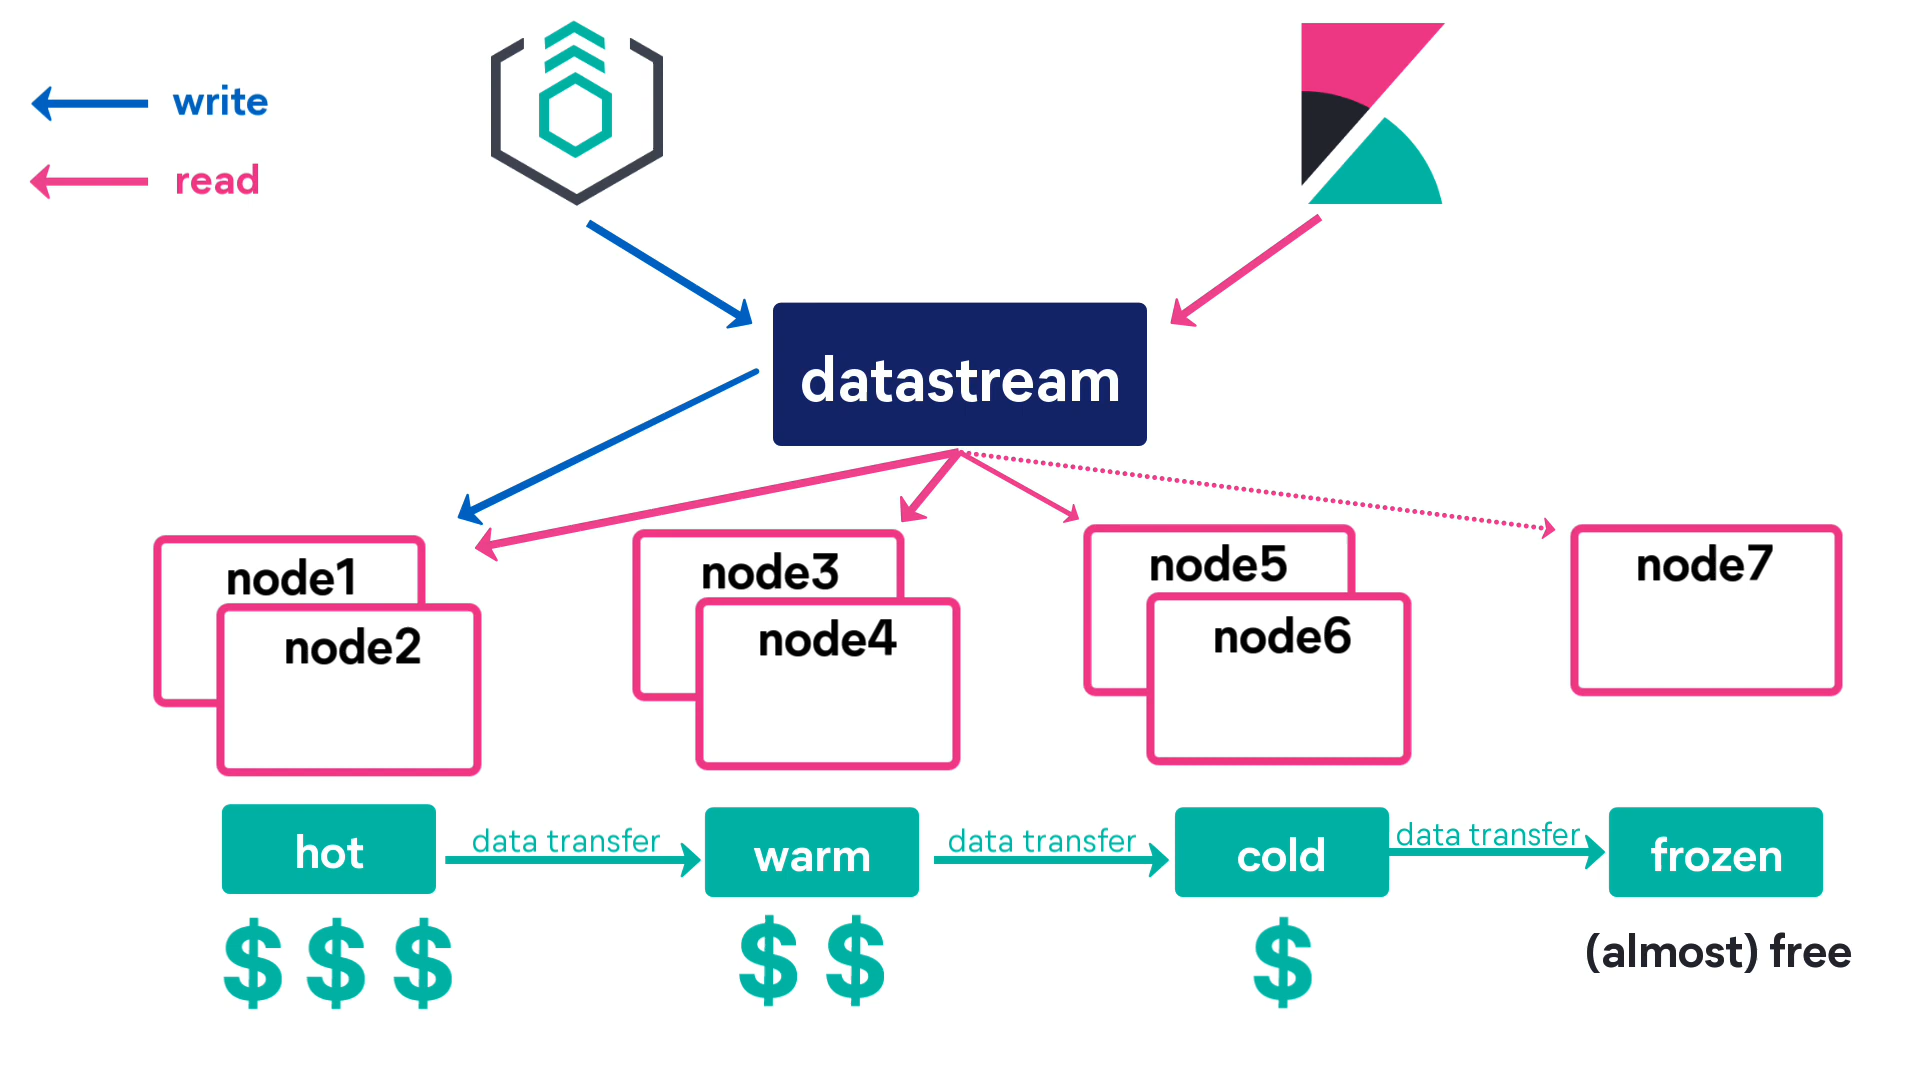 write
read
datastream
node1
node2
node3
node4
node5
node6
node7
hot
data transfer
warm
data transfer
cold
data transfer
frozen
$ $ $
$ $
$
(almost) free